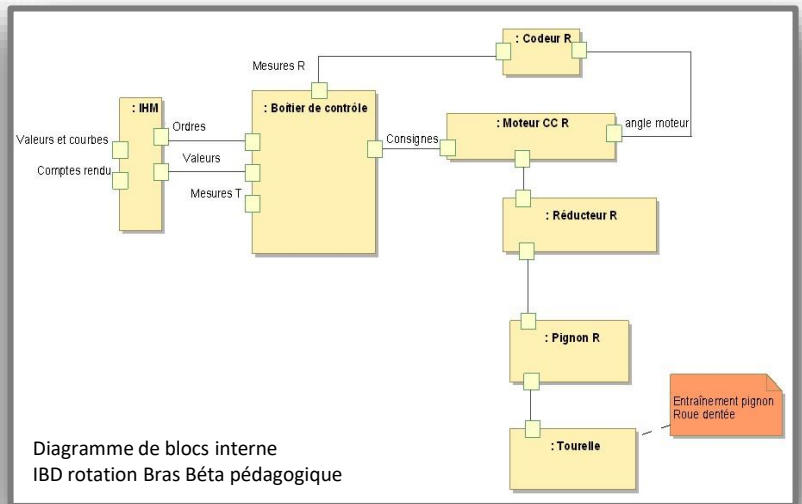 : Codeur R
Mesures R
: IHM
: Boîtier de contrôle
: Moteur CC R
angle moteur
Ordres
Valeurs et courbes
Consignes
Valeurs
Comptes rendu
Mesures T
: Réducteur R
: Pignon R
Entraînement pignon
Roue dentée
: Tourelle
Diagramme de blocs interne
IBD rotation Bras Béta pédagogique